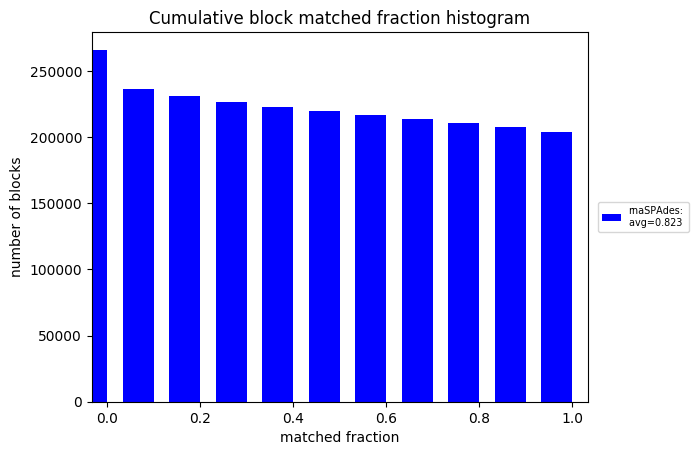 Cumulative block matched fraction histogram
number of blocks
250000
200000
150000
100000
50000
0
0.0 0.2 0.4 0.6 0.8 1.0
matched fraction
rnaSPAdes:
avg=0.823